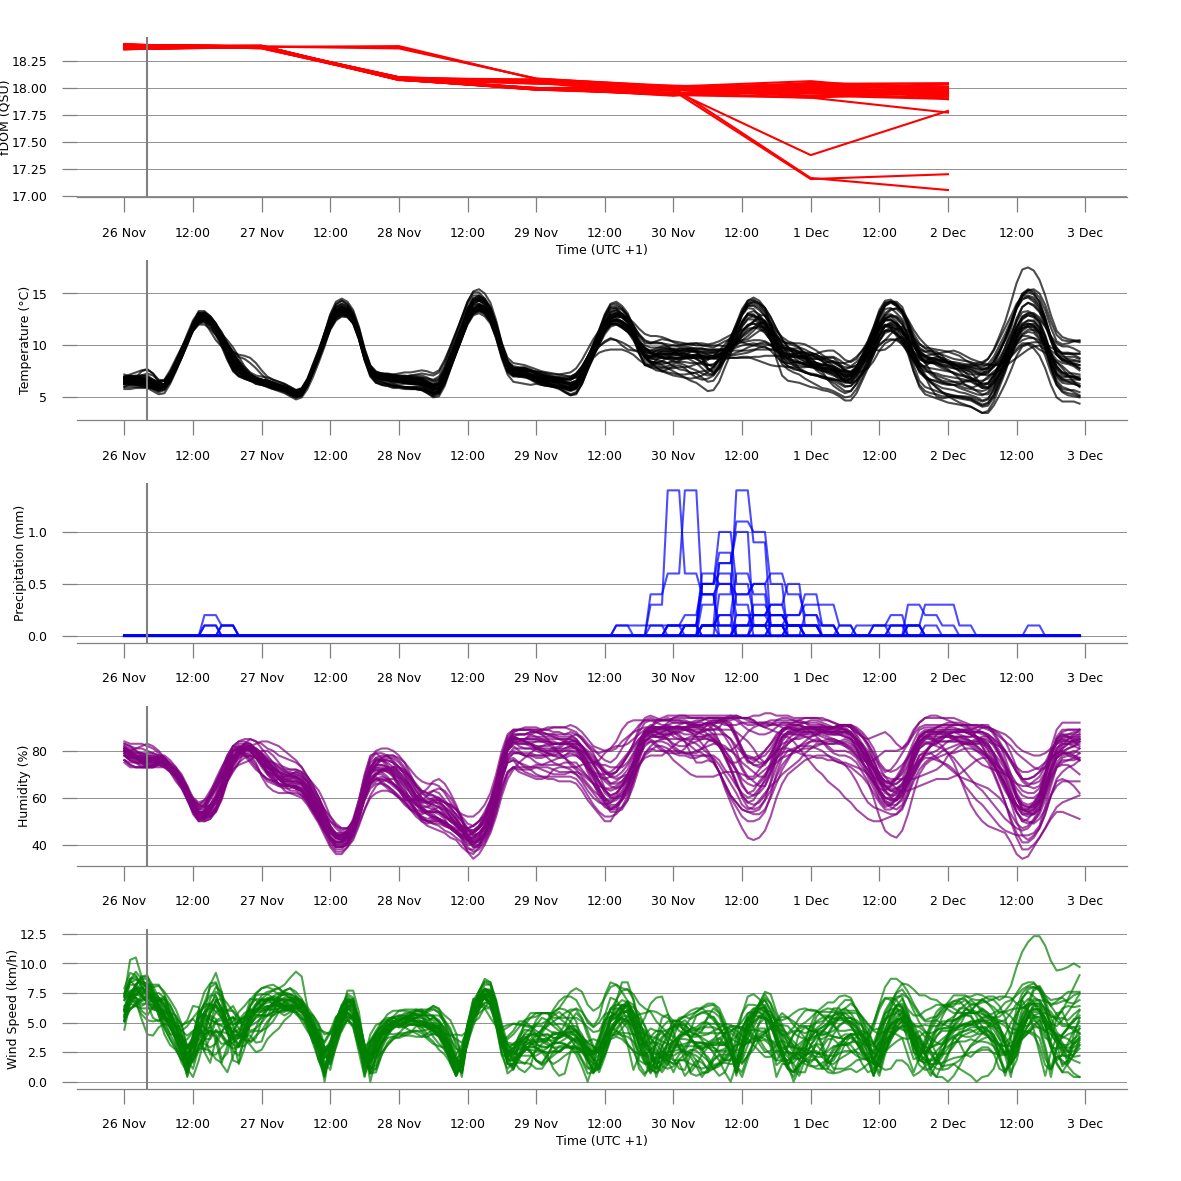 fDOM (QSU)
18.25
18.00
17.75
17.50
17.25
17.00
26 Nov 12:00 27 Nov 12:00 28 Nov 12:00 29 Nov 12:00 30 Nov 12:00 1 Dec 12:00 2 Dec 12:00 3 Dec
Time (UTC +1)
Temperature (°C)
15
10
5
26 Nov 12:00 27 Nov 12:00 28 Nov 12:00 29 Nov 12:00 30 Nov 12:00 1 Dec 12:00 2 Dec 12:00 3 Dec
Precipitation (mm)
1.0
0.5
0.0
26 Nov 12:00 27 Nov 12:00 28 Nov 12:00 29 Nov 12:00 30 Nov 12:00 1 Dec 12:00 2 Dec 12:00 3 Dec
Humidity (%)
80
60
40
26 Nov 12:00 27 Nov 12:00 28 Nov 12:00 29 Nov 12:00 30 Nov 12:00 1 Dec 12:00 2 Dec 12:00 3 Dec
Wind Speed (km/h)
12.5
10.0
7.5
5.0
2.5
0.0
26 Nov 12:00 27 Nov 12:00 28 Nov 12:00 29 Nov 12:00 30 Nov 12:00 1 Dec 12:00 2 Dec 12:00 3 Dec
Time (UTC +1)